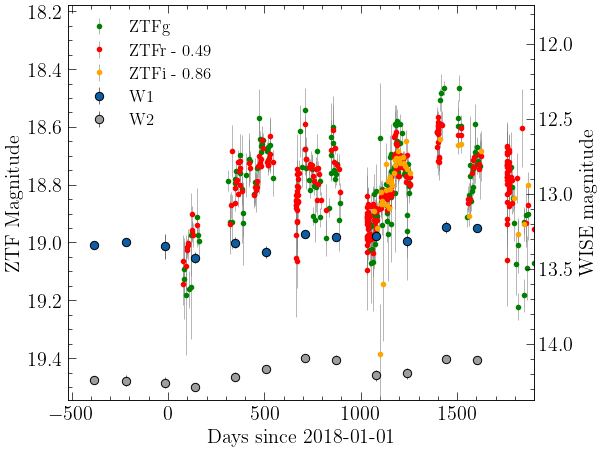 18.2
18.4
18.6
18.8
19.0
19.2
19.4
ZTF Magnitude
ZTFg
ZTFr - 0.49
ZTFi - 0.86
W1
W2
12.0
12.5
13.0
13.5
14.0
WISE magnitude
−500
0
500
1000
1500
Days since 2018-01-01